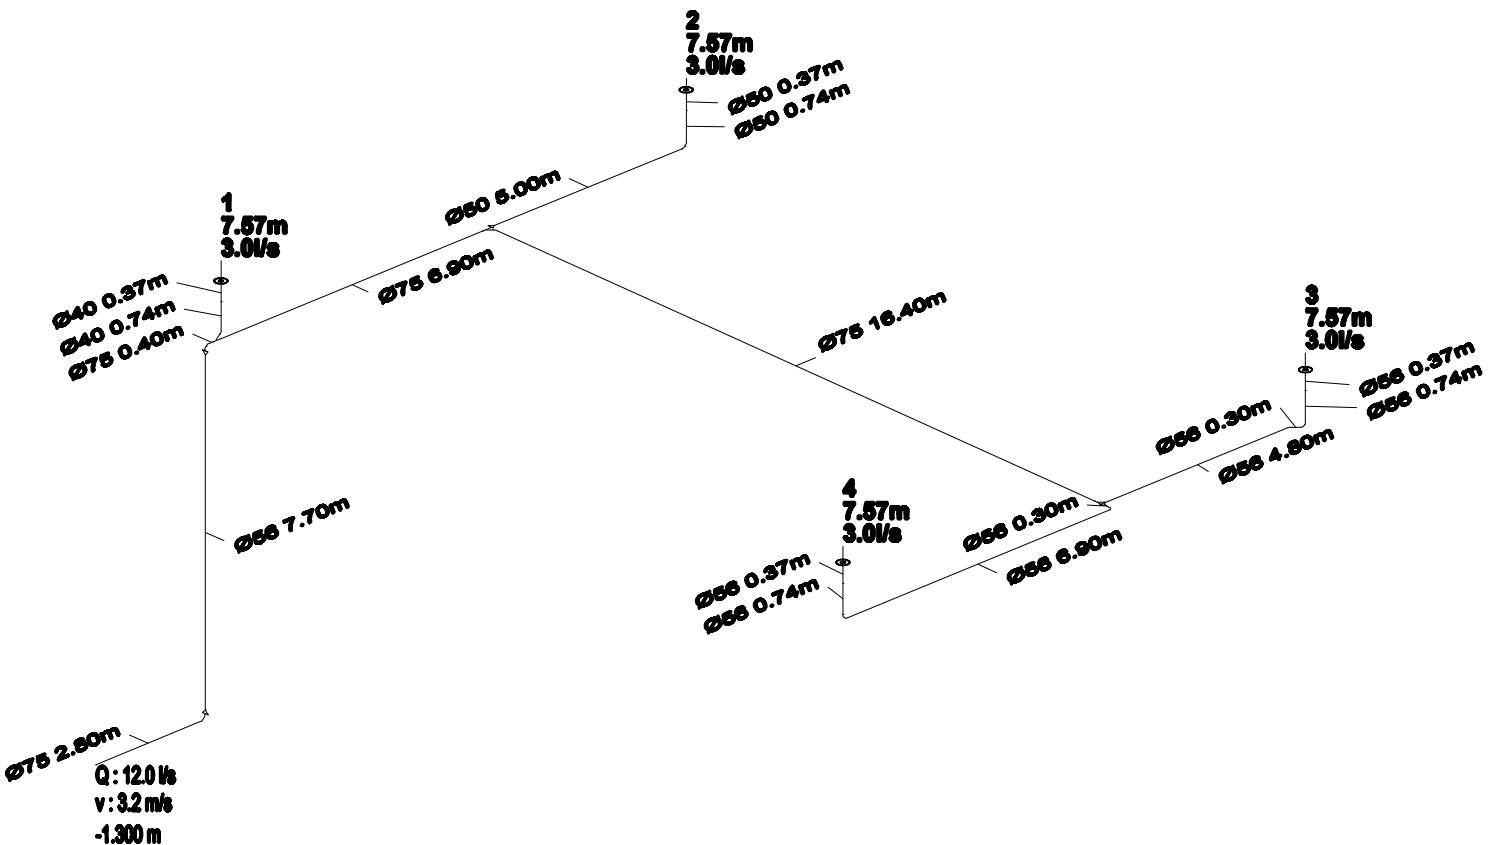 2
7.57m
3.0l/s
Ø50 0.37m
Ø50 0.74m
Ø50 5.00m
1
7.57m
3.0l/s
Ø40 0.37m
Ø40 0.74m
Ø75 0.40m
Ø75 6.90m
Ø75 16.40m
3
7.57m
3.0l/s
Ø56 0.37m
Ø56 0.74m
Ø56 0.30m
Ø56 4.80m
4
7.57m
3.0l/s
Ø56 0.30m
Ø56 6.90m
Ø56 0.37m
Ø56 0.74m
Ø56 7.70m
Ø75 2.80m
Q : 12.0 l/s
v : 3.2 m/s
-1.300 m